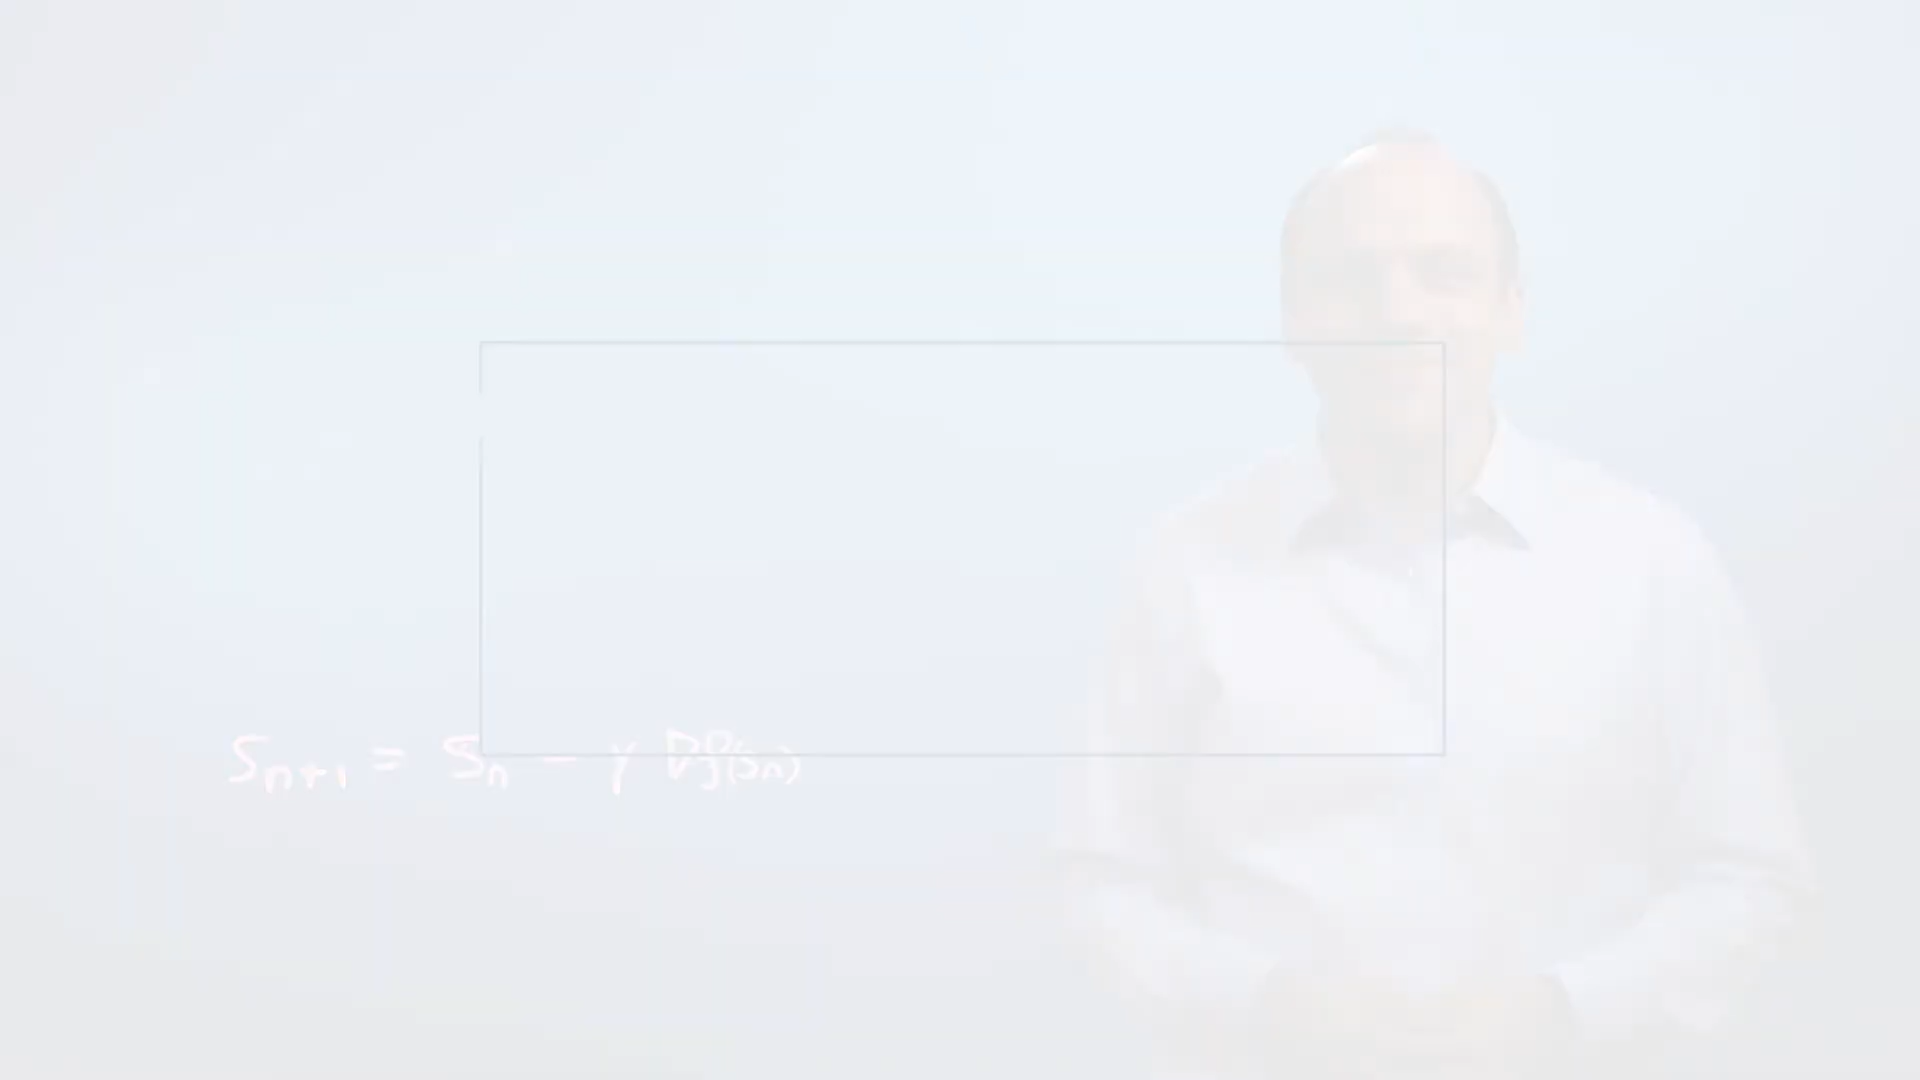 Sn+1 = Sn - γ ∇f(Sn)